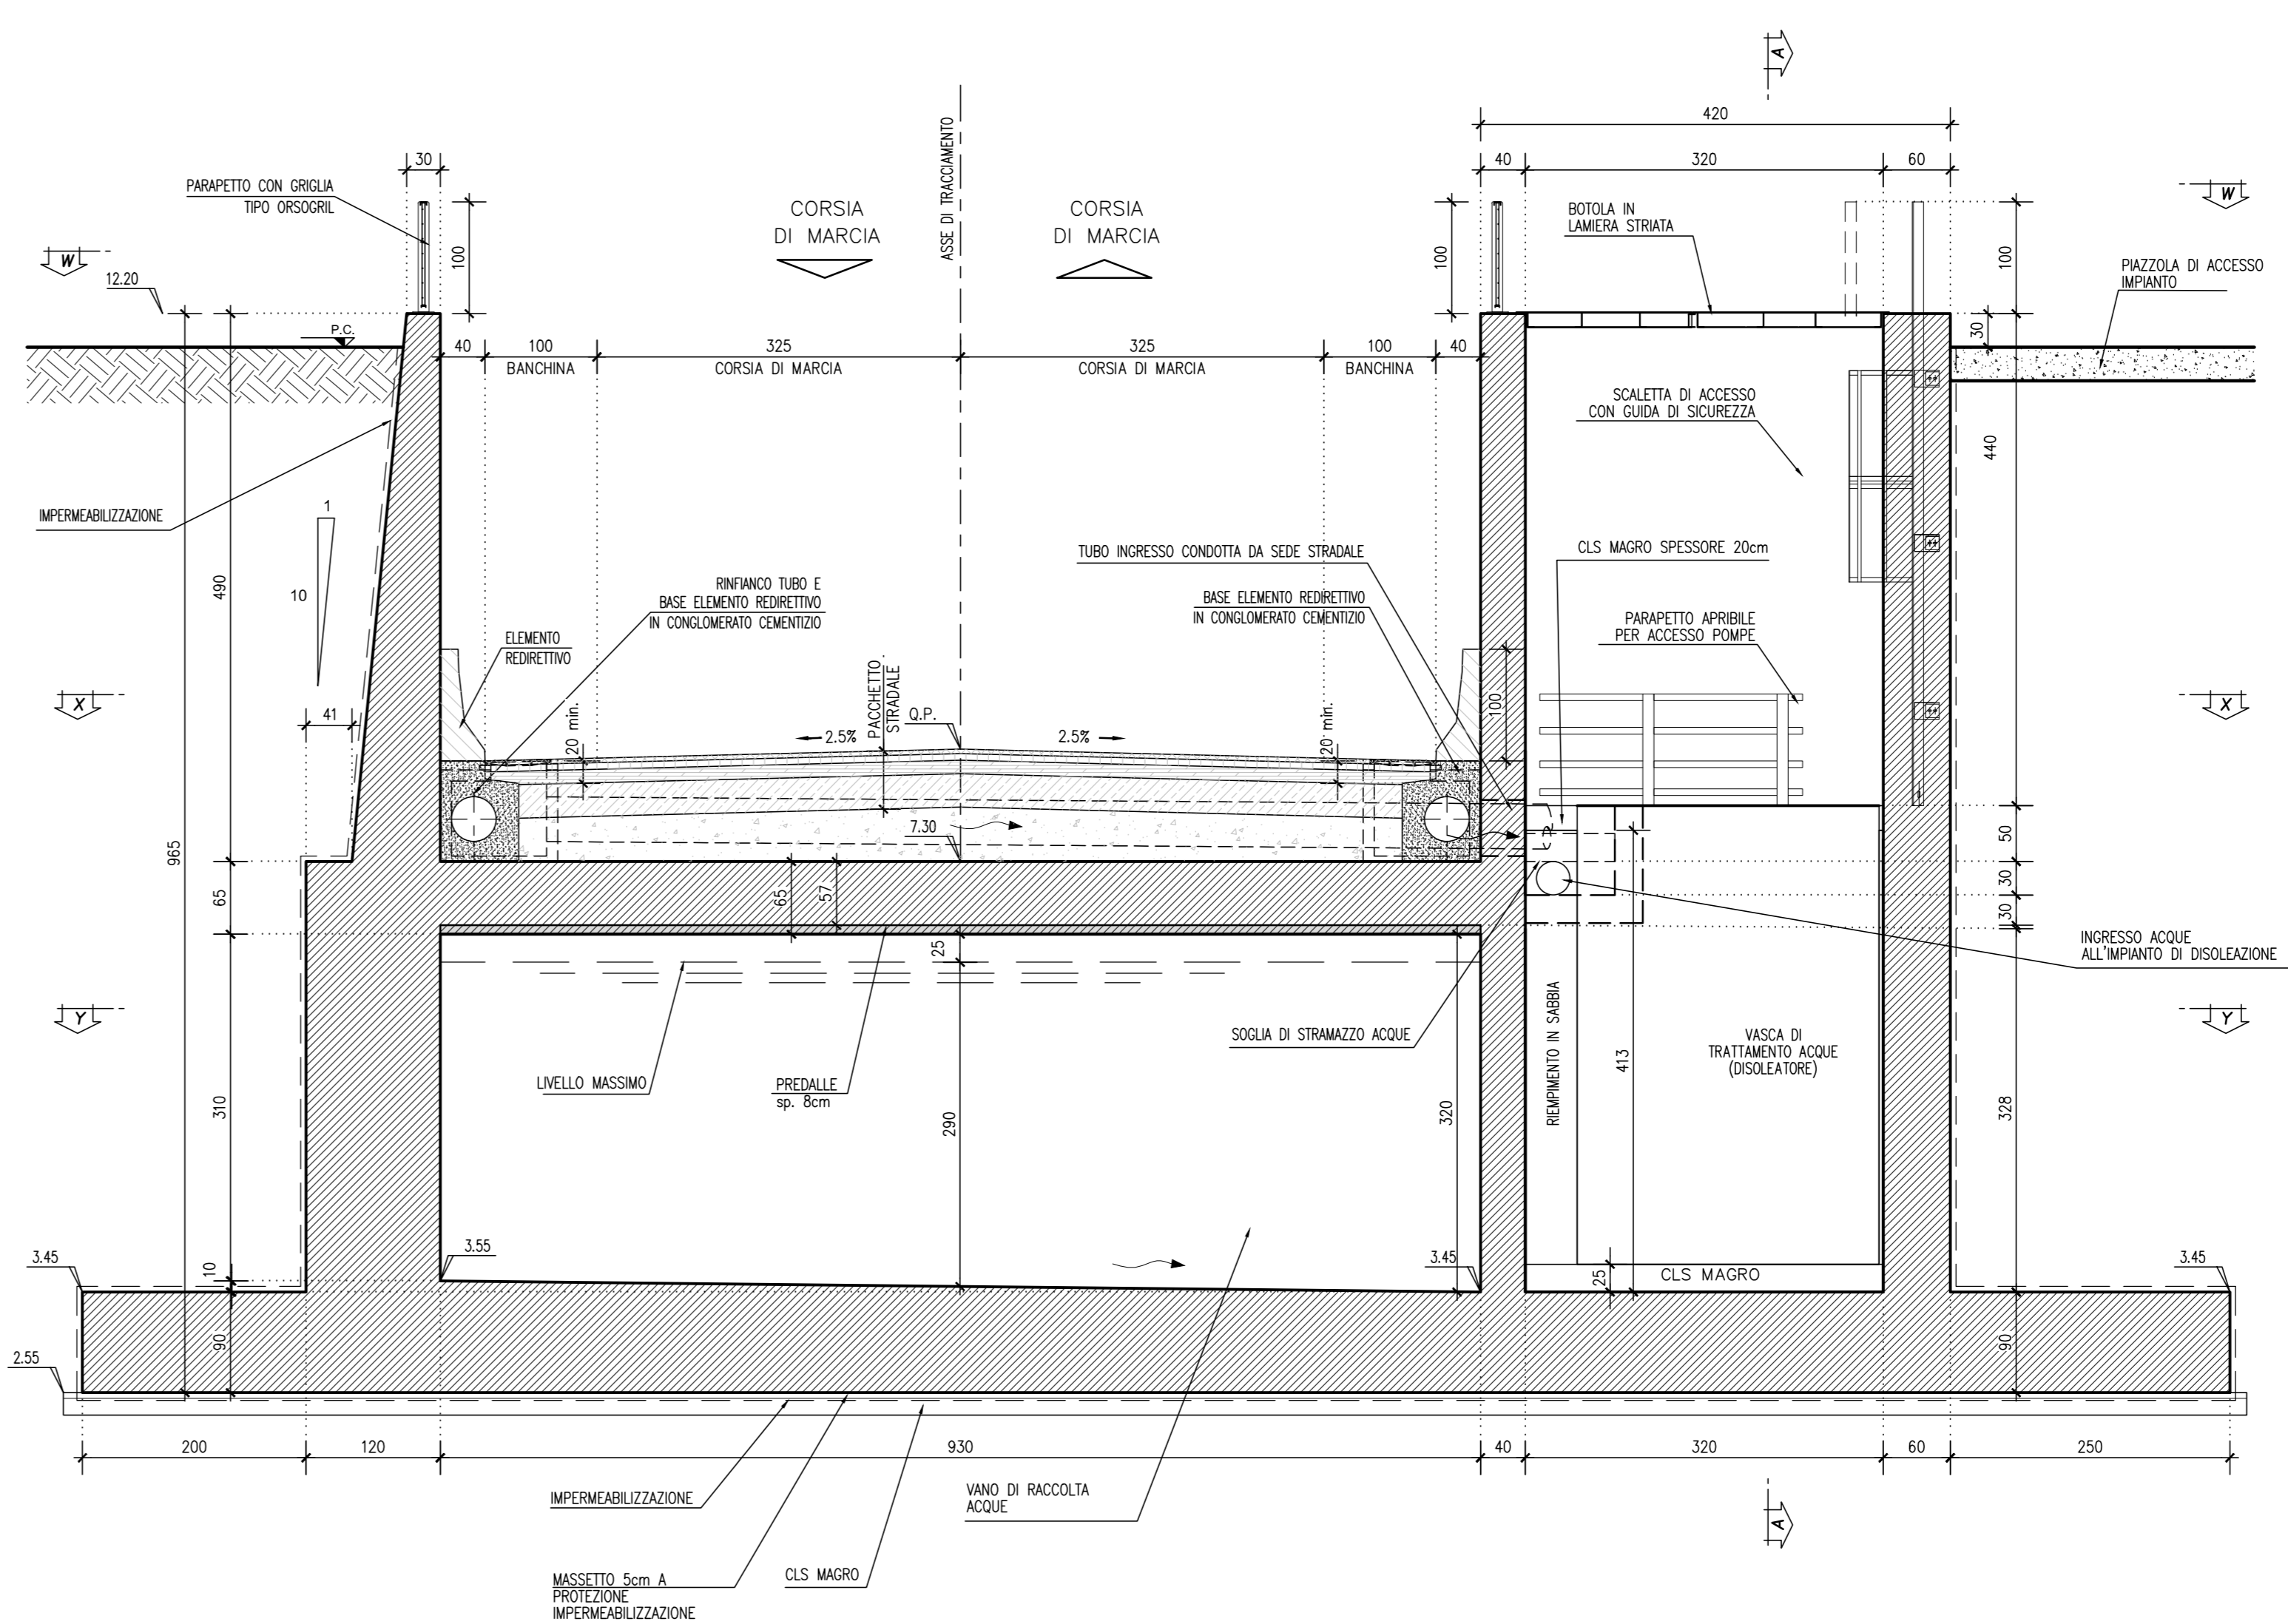 A
420
40
320
60
30
PARAPETTO CON GRIGLIA
TIPO ORSOGRIL
100
ASSE DI TRACCIAMENTO
CORSIA
DI MARCIA
CORSIA
DI MARCIA
100
BOTOLA IN
LAMIERA STRIATA
100
W
W
PIAZZOLA DI ACCESSO
IMPIANTO
12.20
P.C.
30
40
100
BANCHINA
325
CORSIA DI MARCIA
325
CORSIA DI MARCIA
100
BANCHINA
40
SCALETTA DI ACCESSO
CON GUIDA DI SICUREZZA
440
IMPERMEABILIZZAZIONE
1
10
490
TUBO INGRESSO CONDOTTA DA SEDE STRADALE
CLS MAGRO SPESSORE 20cm
RINFIANCO TUBO E
BASE ELEMENTO REDIRETTIVO
IN CONGLOMERATO CEMENTIZIO
BASE ELEMENTO REDIRETTIVO
IN CONGLOMERATO CEMENTIZIO
ELEMENTO
REDIRETTIVO
PARAPETTO APRIBILE
PER ACCESSO POMPE
X
X
41
20 min.
PACCHETTO
STRADALE
Q.P.
2.5%
2.5%
20 min.
100
7.30
965
65
65
57
50
30
30
25
INGRESSO ACQUE
ALL'IMPIANTO DI DISOLEAZIONE
Y
Y
SOGLIA DI STRAMAZZO ACQUE
RIEMPIMENTO IN SABBIA
413
VASCA DI
TRATTAMENTO ACQUE
(DISOLEATORE)
LIVELLO MASSIMO
PREDALLE
sp. 8cm
310
290
320
328
3.45
10
3.55
3.45
25
CLS MAGRO
3.45
2.55
90
90
200
120
930
40
320
60
250
IMPERMEABILIZZAZIONE
VANO DI RACCOLTA
ACQUE
A
MASSETTO 5cm A
PROTEZIONE
IMPERMEABILIZZAZIONE
CLS MAGRO